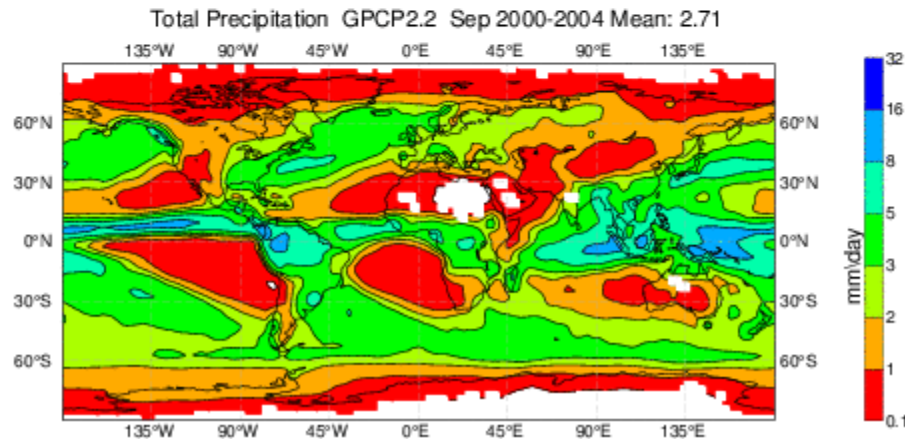 Total Precipitation GPCP2.2 Sep 2000-2004 Mean: 2.71
135°W 90°W 45°W 0°E 45°E 90°E 135°E
32
60°N 60°N
16
30°N 30°N
8
0°N 0°N
5
3
30°S 30°S
2
60°S 60°S
1
0.1
mm\day
135°W 90°W 45°W 0°E 45°E 90°E 135°E